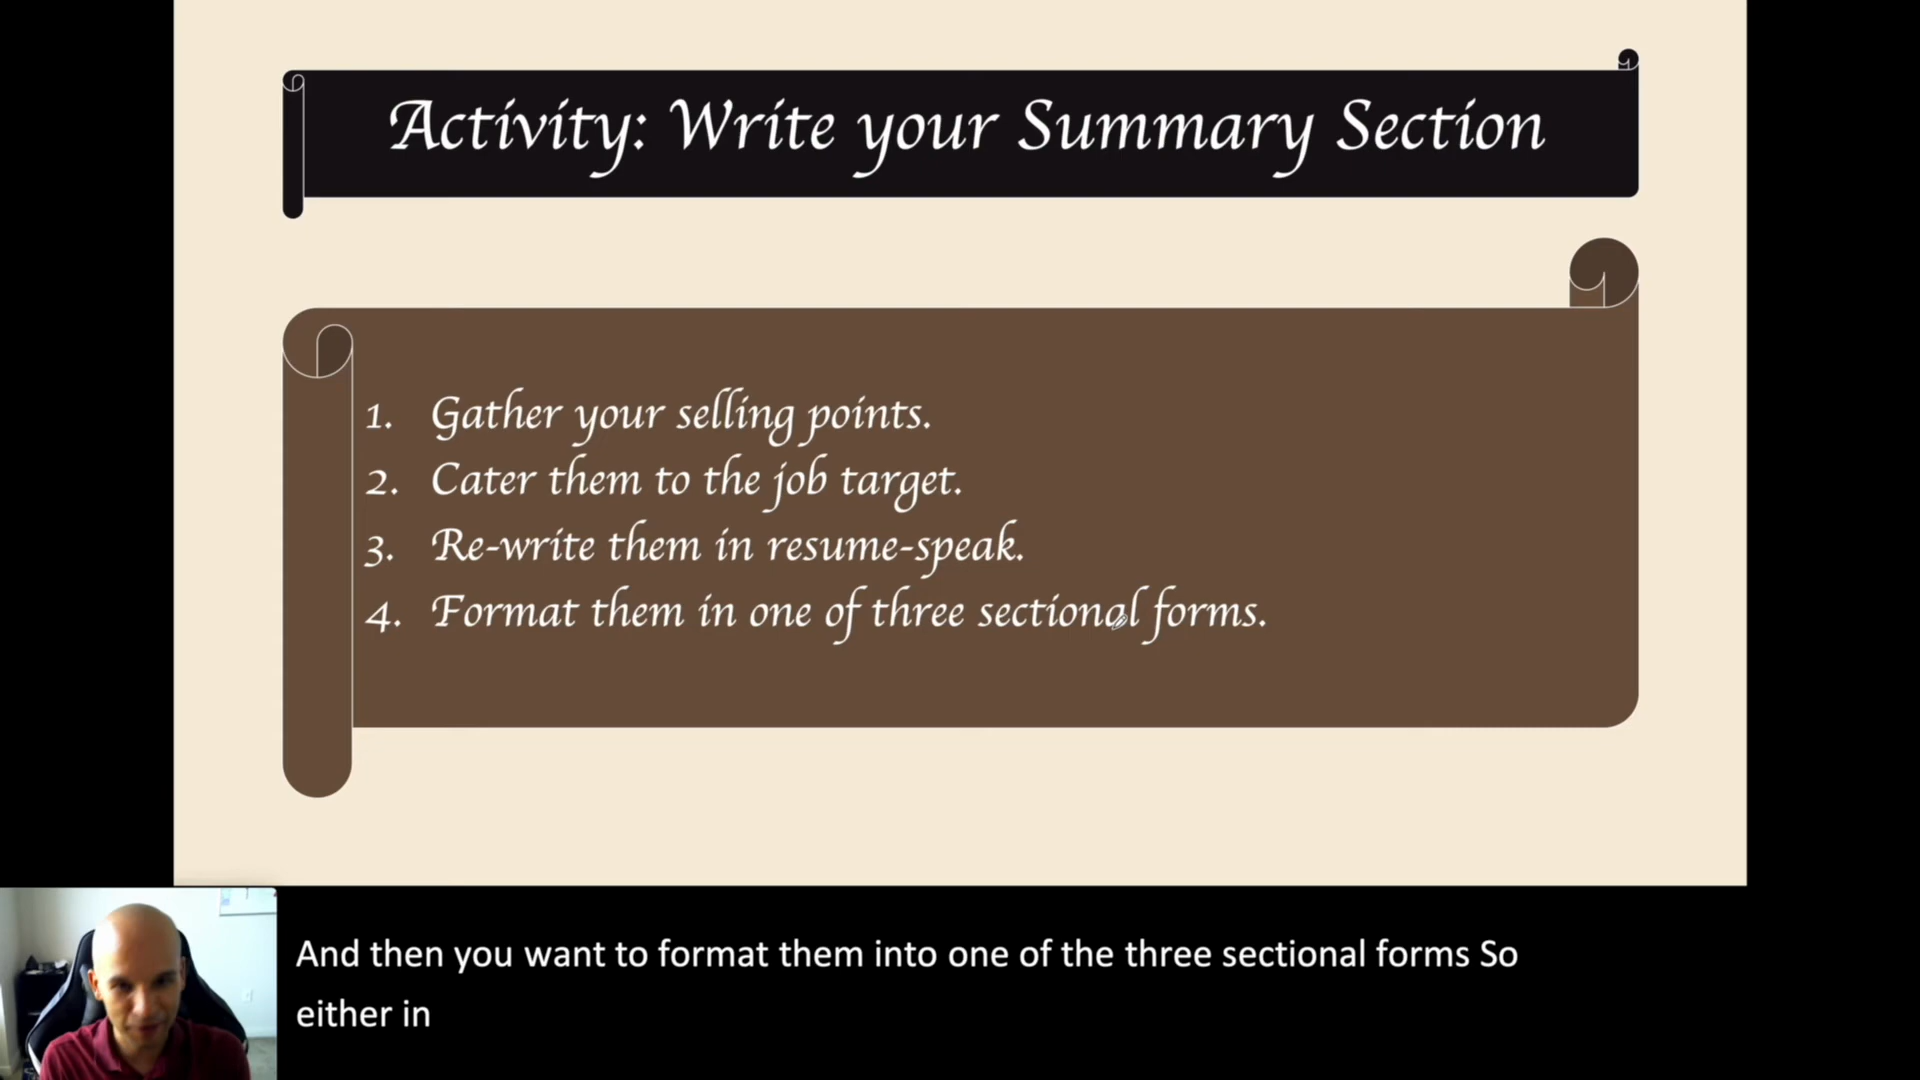 Activity: Write your Summary Section
1. Gather your selling points.
2. Cater them to the job target.
3. Re-write them in resume-speak.
4. Format them in one of three sectional forms.
And then you want to format them into one of the three sectional forms So
either in